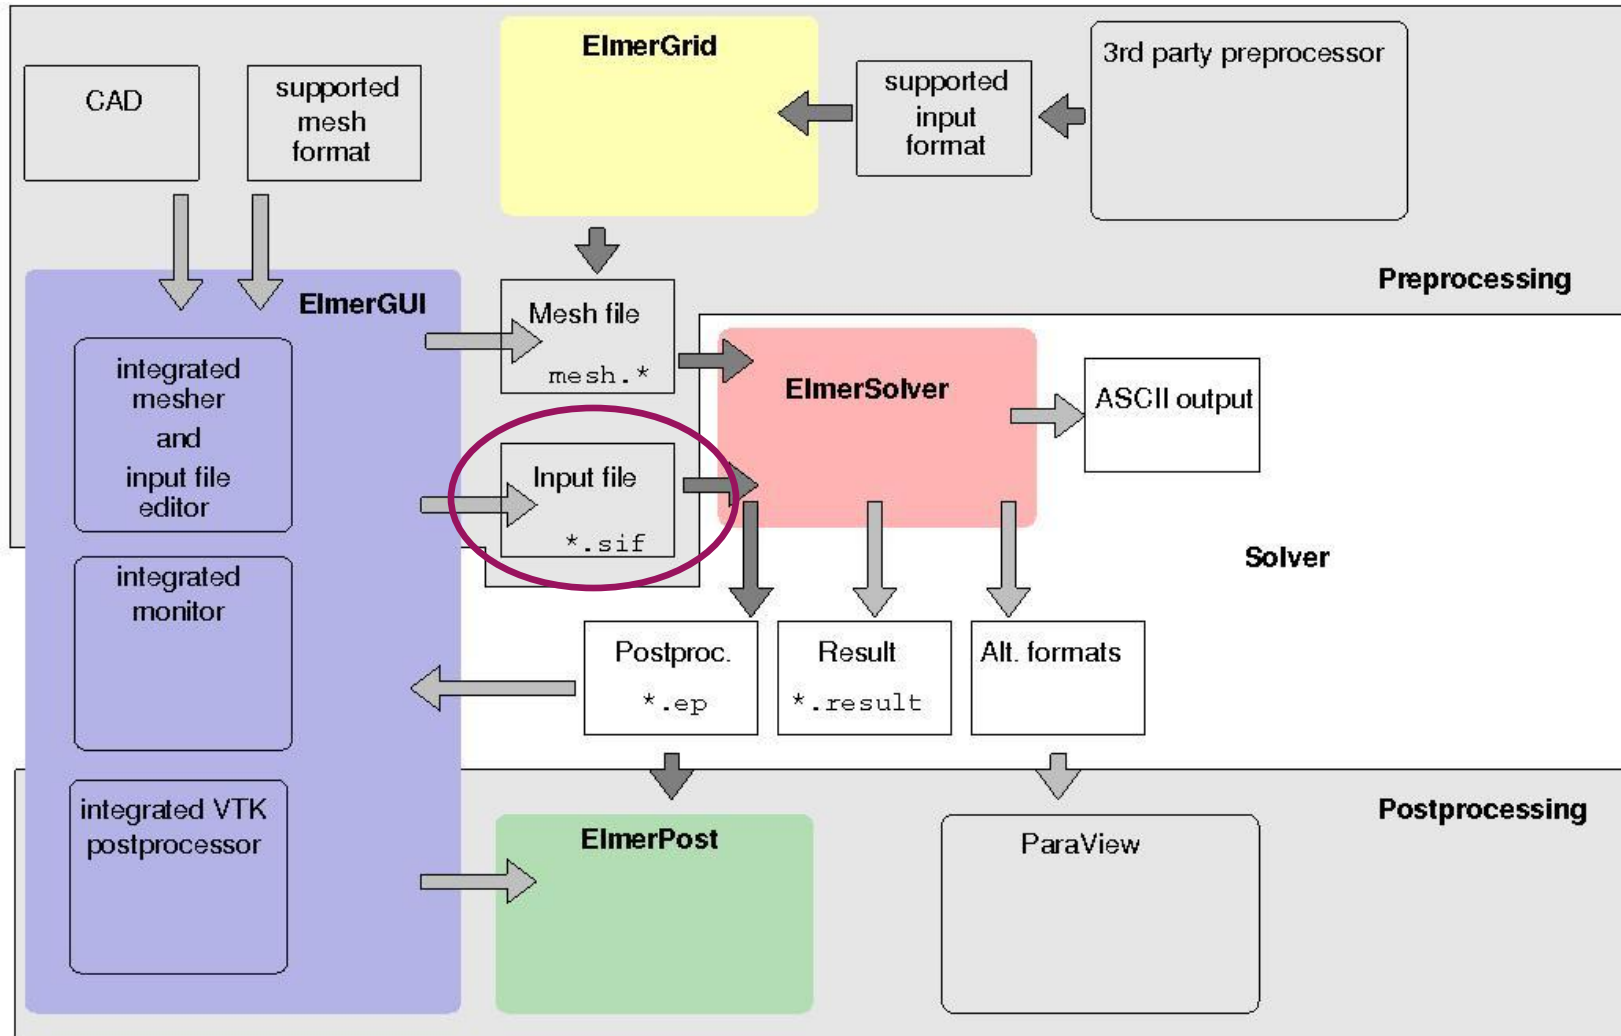 ElmerGrid
3rd party preprocessor
CAD
supported
mesh
format
supported
input
format
Preprocessing
ElmerGUI
Mesh file
mesh.*
integrated
mesher
and
input file
editor
ElmerSolver
ASCII output
Input file
*.sif
Solver
integrated
monitor
Postproc.
*.ep
Result
*.result
Alt. formats
integrated VTK
postprocessor
ElmerPost
ParaView
Postprocessing